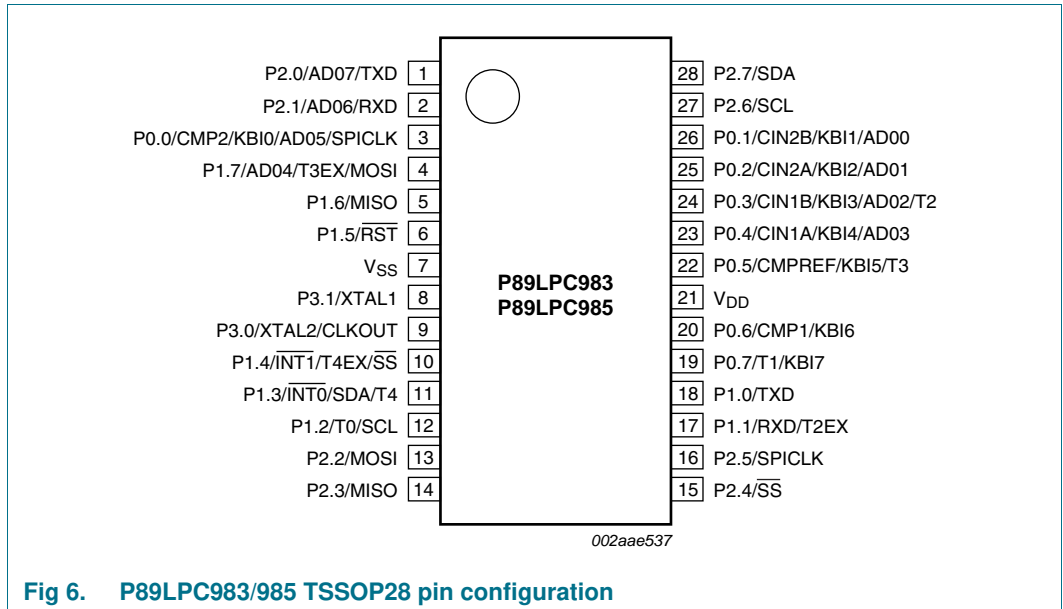 P2.0/AD07/TXD 1
P2.1/AD06/RXD 2
P0.0/CMP2/KBI0/AD05/SPICLK 3
P1.7/AD04/T3EX/MOSI 4
P1.6/MISO 5
P1.5/RST 6
VSS 7
P3.1/XTAL1 8
P3.0/XTAL2/CLKOUT 9
P1.4/INT1/T4EX/SS 10
P1.3/INT0/SDA/T4 11
P1.2/T0/SCL 12
P2.2/MOSI 13
P2.3/MISO 14
P89LPC983
P89LPC985
28 P2.7/SDA
27 P2.6/SCL
26 P0.1/CIN2B/KBI1/AD00
25 P0.2/CIN2A/KBI2/AD01
24 P0.3/CIN1B/KBI3/AD02/T2
23 P0.4/CIN1A/KBI4/AD03
22 P0.5/CMPREF/KBI5/T3
21 VDD
20 P0.6/CMP1/KBI6
19 P0.7/T1/KBI7
18 P1.0/TXD
17 P1.1/RXD/T2EX
16 P2.5/SPICLK
15 P2.4/SS
002aae537
Fig 6. P89LPC983/985 TSSOP28 pin configuration